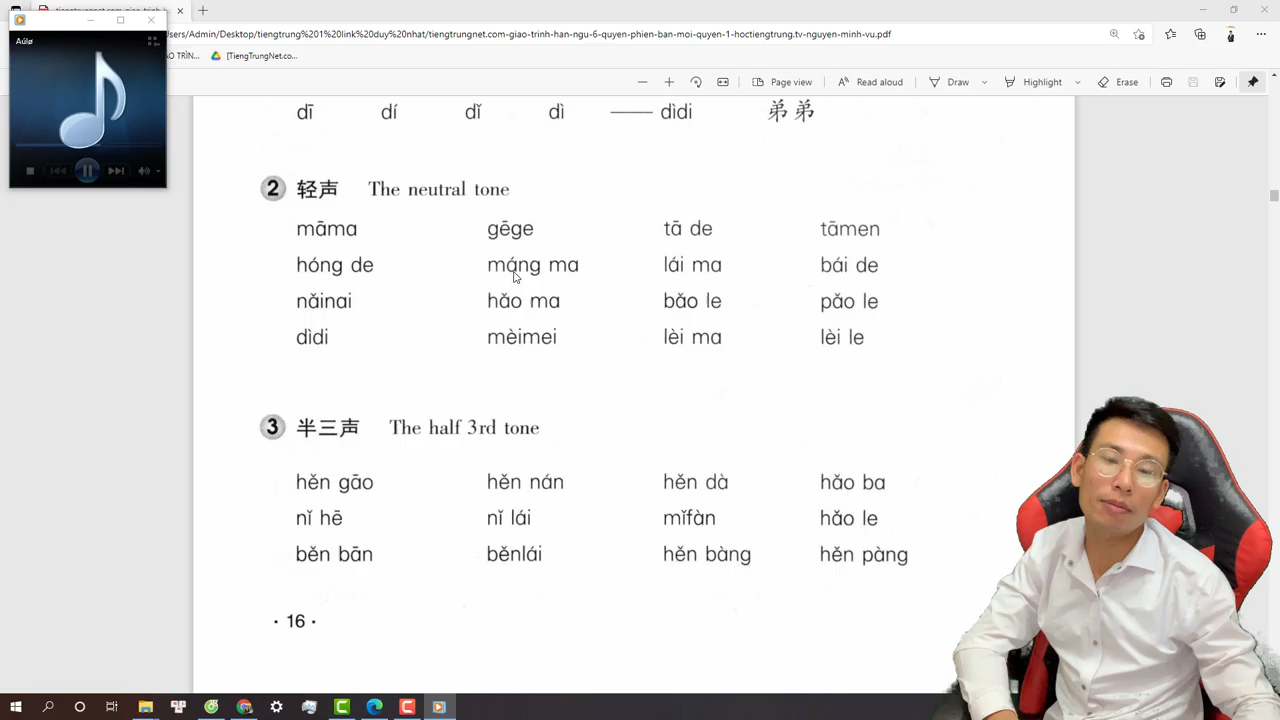 tiengtrungnet.com-giao-trinh-h
sers/Admin/Desktop/tiengtrung%201%20link%20duy%20nhat/tiengtrungnet.com-giao-trinh-han-ngu-6-quyen-phien-ban-moi-quyen-1-hoctiengtrung.tv-nguyen-minh-vu.pdf
ÁO TRÌN...
[TiengTrungNet.co...
Page view
Read aloud
Draw
Highlight
Erase
dī dí dǐ dì —— dìdi 弟弟
2 轻声 The neutral tone
māma gēge tā de tāmen
hóng de máng ma lái ma bái de
nǎinai hǎo ma bǎo le pǎo le
dìdi mèimei lèi ma lèi le
3 半三声 The half 3rd tone
hěn gāo hěn nán hěn dà hǎo ba
nǐ hē nǐ lái mǐfàn hǎo le
běn bān běnlái hěn bàng hěn pàng
· 16 ·